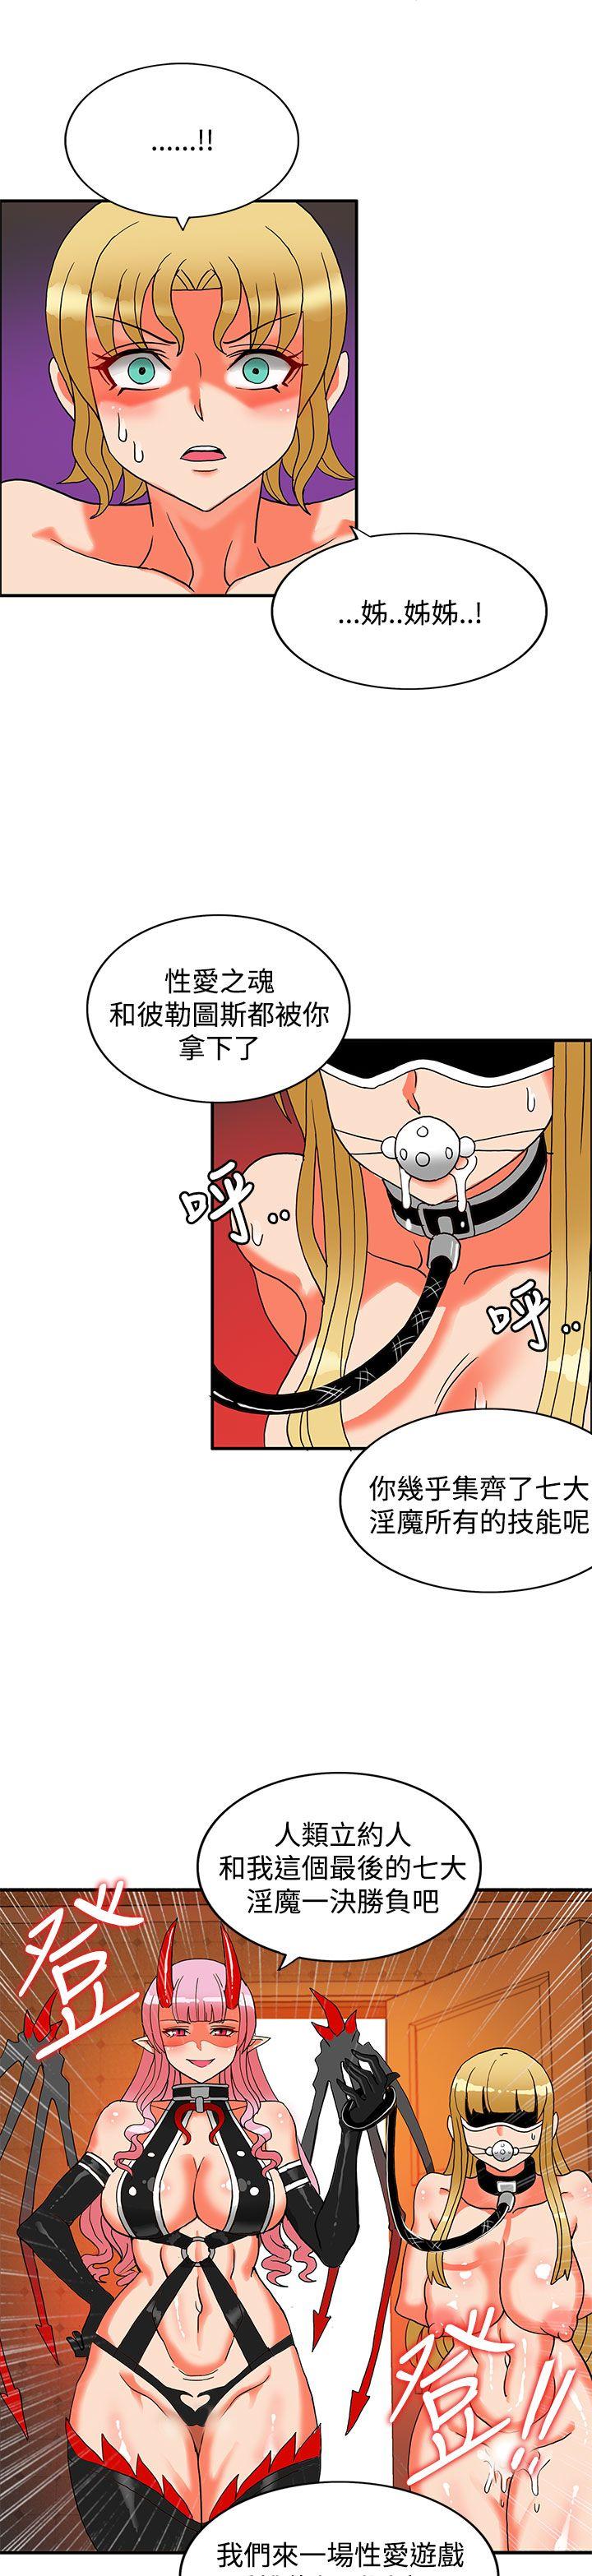 ......!!
...姊..姊姊..!
性愛之魂
和彼勒圖斯都被你
拿下了
呼..
呼..
你幾乎集齊了七大
淫魔所有的技能呢
人類立約人
和我這個最後的七大
淫魔一決勝負吧
登
登!!
我們來一場性愛遊戲